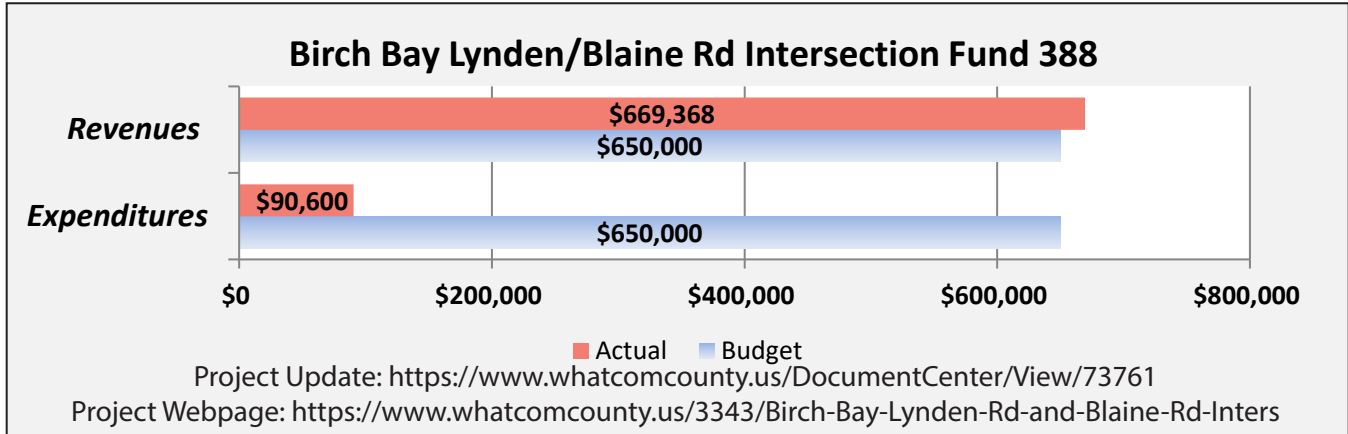 Birch Bay Lynden/Blaine Rd Intersection Fund 388
Revenues
$669,368
$650,000
Expenditures
$90,600
$650,000
$0 $200,000 $400,000 $600,000 $800,000
Actual Budget
Project Update: https://www.whatcomcounty.us/DocumentCenter/View/73761
Project Webpage: https://www.whatcomcounty.us/3343/Birch-Bay-Lynden-Rd-and-Blaine-Rd-Inters